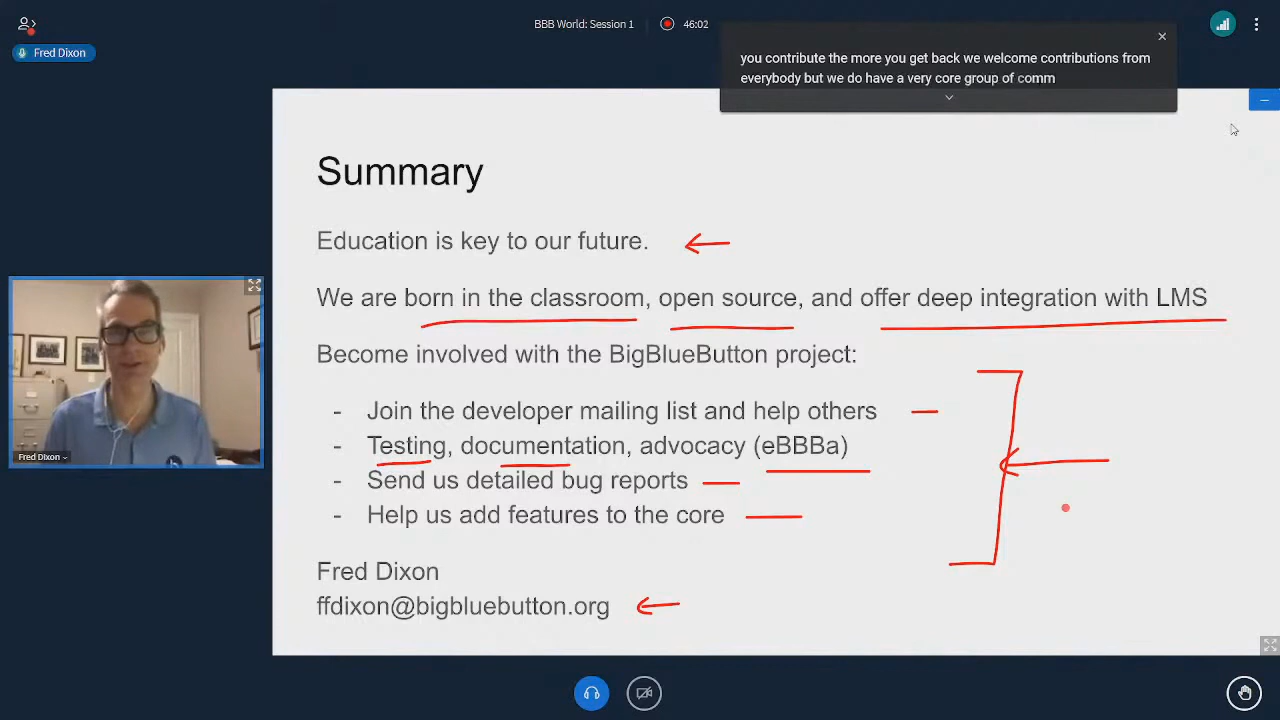 BBB World: Session 1
46:02
Fred Dixon
you contribute the more you get back we welcome contributions from
everybody but we do have a very core group of comm
Summary
Education is key to our future.
We are born in the classroom, open source, and offer deep integration with LMS
Become involved with the BigBlueButton project:
- Join the developer mailing list and help others
- Testing, documentation, advocacy (eBBBa)
- Send us detailed bug reports
- Help us add features to the core
Fred Dixon
ffdixon@bigbluebutton.org
Fred Dixon